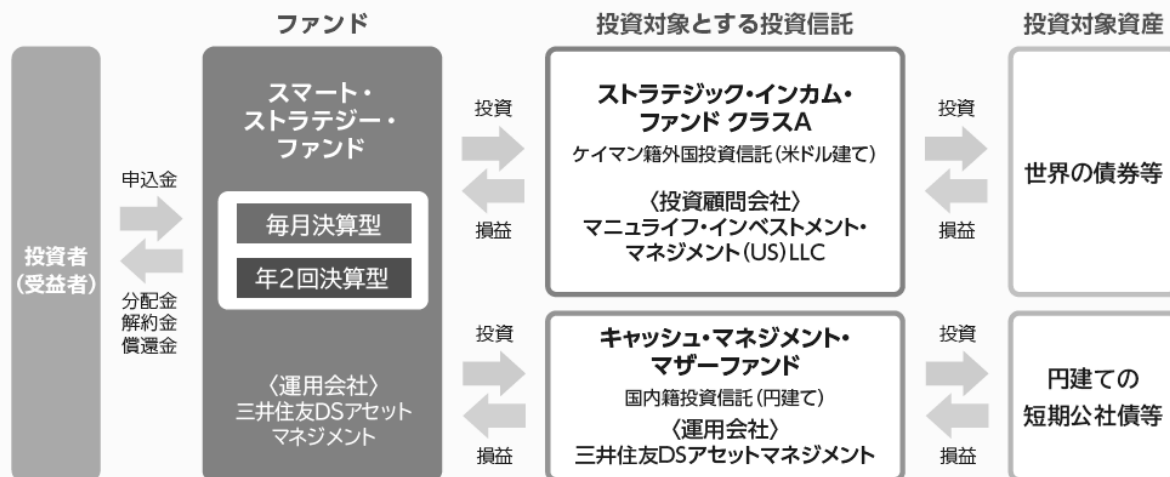 ファンド
投資対象とする投資信託
投資対象資産
投資者
(受益者)
申込金
分配金
解約金
償還金
スマート・
ストラテジー・
ファンド
毎月決算型
年2回決算型
〈運用会社〉
三井住友DSアセット
マネジメント
投資
損益
投資
損益
ストラテジック・インカム・
ファンド クラスA
ケイマン籍外国投資信託(米ドル建て)
〈投資顧問会社〉
マニュライフ・インベストメント・
マネジメント(US)LLC
キャッシュ・マネジメント・
マザーファンド
国内籍投資信託(円建て)
〈運用会社〉
三井住友DSアセットマネジメント
投資
損益
投資
損益
世界の債券等
円建ての
短期公社債等